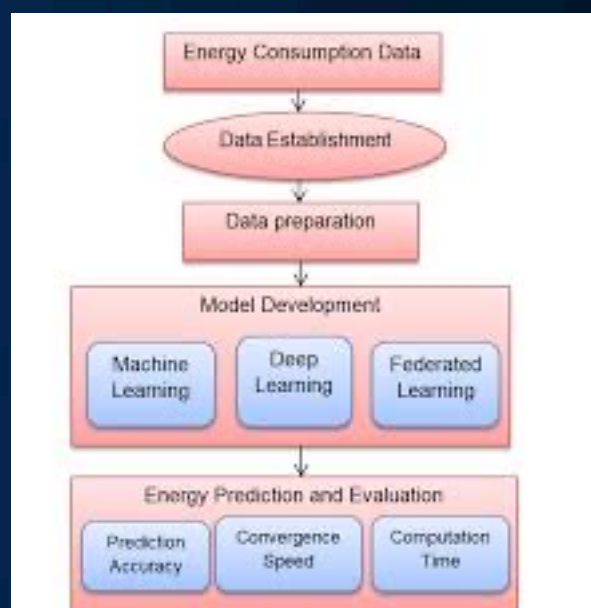 Energy Consumption Data
Data Establishment
Data preparation
Model Development
Machine
Learning
Deep
Learning
Federated
Learning
Energy Prediction and Evaluation
Prediction
Accuracy
Convergence
Speed
Computation
Time